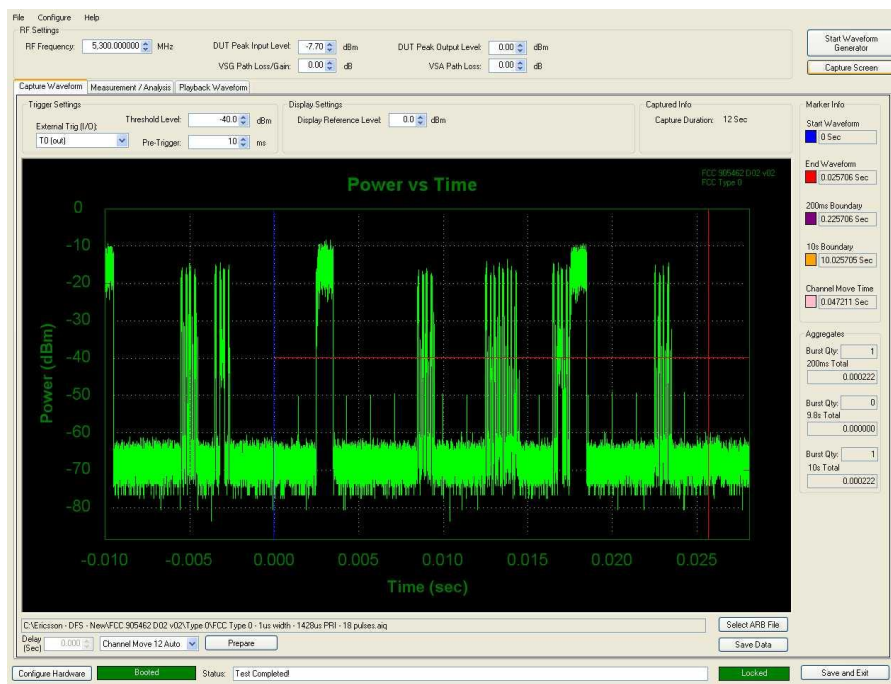 File Configure Help
RF Settings
RF Frequency: 5,300.000000 MHz DUT Peak Input Level: -7.70 dBm DUT Peak Output Level: 0.00 dBm
VSG Path Loss/Gain: 0.00 dB VSA Path Loss: 0.00 dB
Start Waveform Generator
Capture Screen
Capture Waveform Measurement / Analysis Playback Waveform
Trigger Settings
External Trig (I/O): Threshold Level: -40.0 dBm
T0 (out) Pre-Trigger: 10 ms
Display Settings
Display Reference Level: 0.0 dBm
Captured Info
Capture Duration: 12 Sec
Marker Info
Start Waveform
0 Sec
End Waveform
0.025706 Sec
200ms Boundary
0.225706 Sec
10s Boundary
10.025705 Sec
Channel Move Time
0.047211 Sec
Aggregates
Burst Qty: 1
200ms Total
0.000222
Burst Qty: 0
9.8s Total
0.000000
Burst Qty: 1
10s Total
0.000222
Power vs Time
FCC 905462 D02 v02
FCC Type 0
Power (dBm)
0
-10
-20
-30
-40
-50
-60
-70
-80
-0.010 -0.005 0.000 0.005 0.010 0.015 0.020 0.025
Time (sec)
C:\Ericsson - DFS - New\FCC 905462 D02 v02\Type 0\FCC Type 0 - 1us width - 1428us PRI - 18 pulses.aiq
Select ARB File
Delay (Sec) 0.000 Channel Move 12 Auto Prepare
Save Data
Configure Hardware Booted Status: Test Completed! Locked Save and Exit